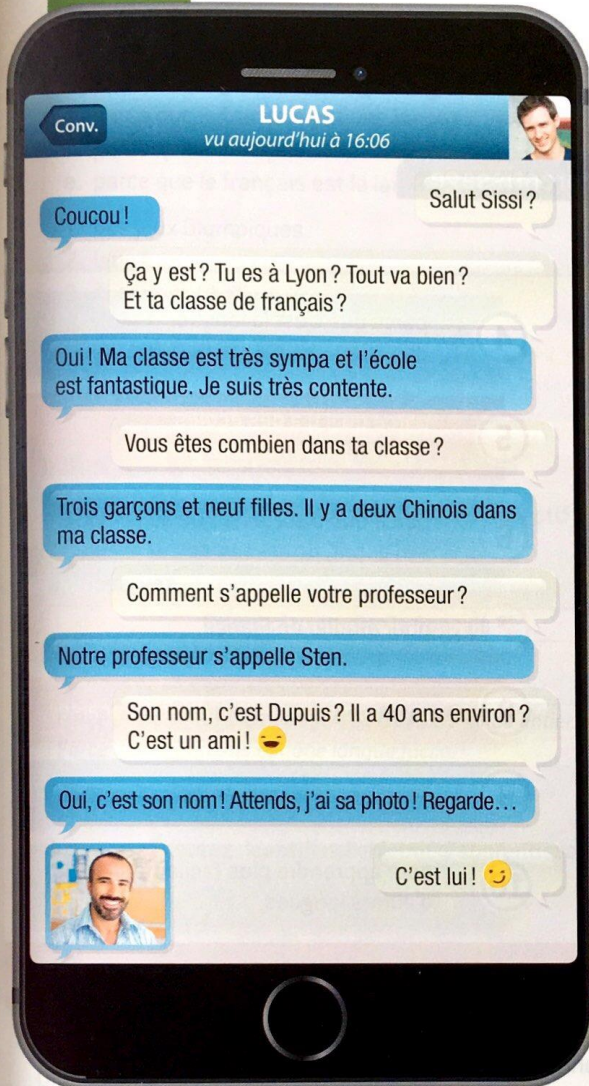 Conv.
LUCAS
vu aujourd'hui à 16:06
Salut Sissi ?
Coucou !
Ça y est ? Tu es à Lyon ? Tout va bien ?
Et ta classe de français ?
Oui ! Ma classe est très sympa et l'école
est fantastique. Je suis très contente.
Vous êtes combien dans ta classe ?
Trois garçons et neuf filles. Il y a deux Chinois dans
ma classe.
Comment s'appelle votre professeur ?
Notre professeur s'appelle Sten.
Son nom, c'est Dupuis ? Il a 40 ans environ ?
C'est un ami ! 😄
Oui, c'est son nom ! Attends, j'ai sa photo ! Regarde…
C'est lui ! 😉